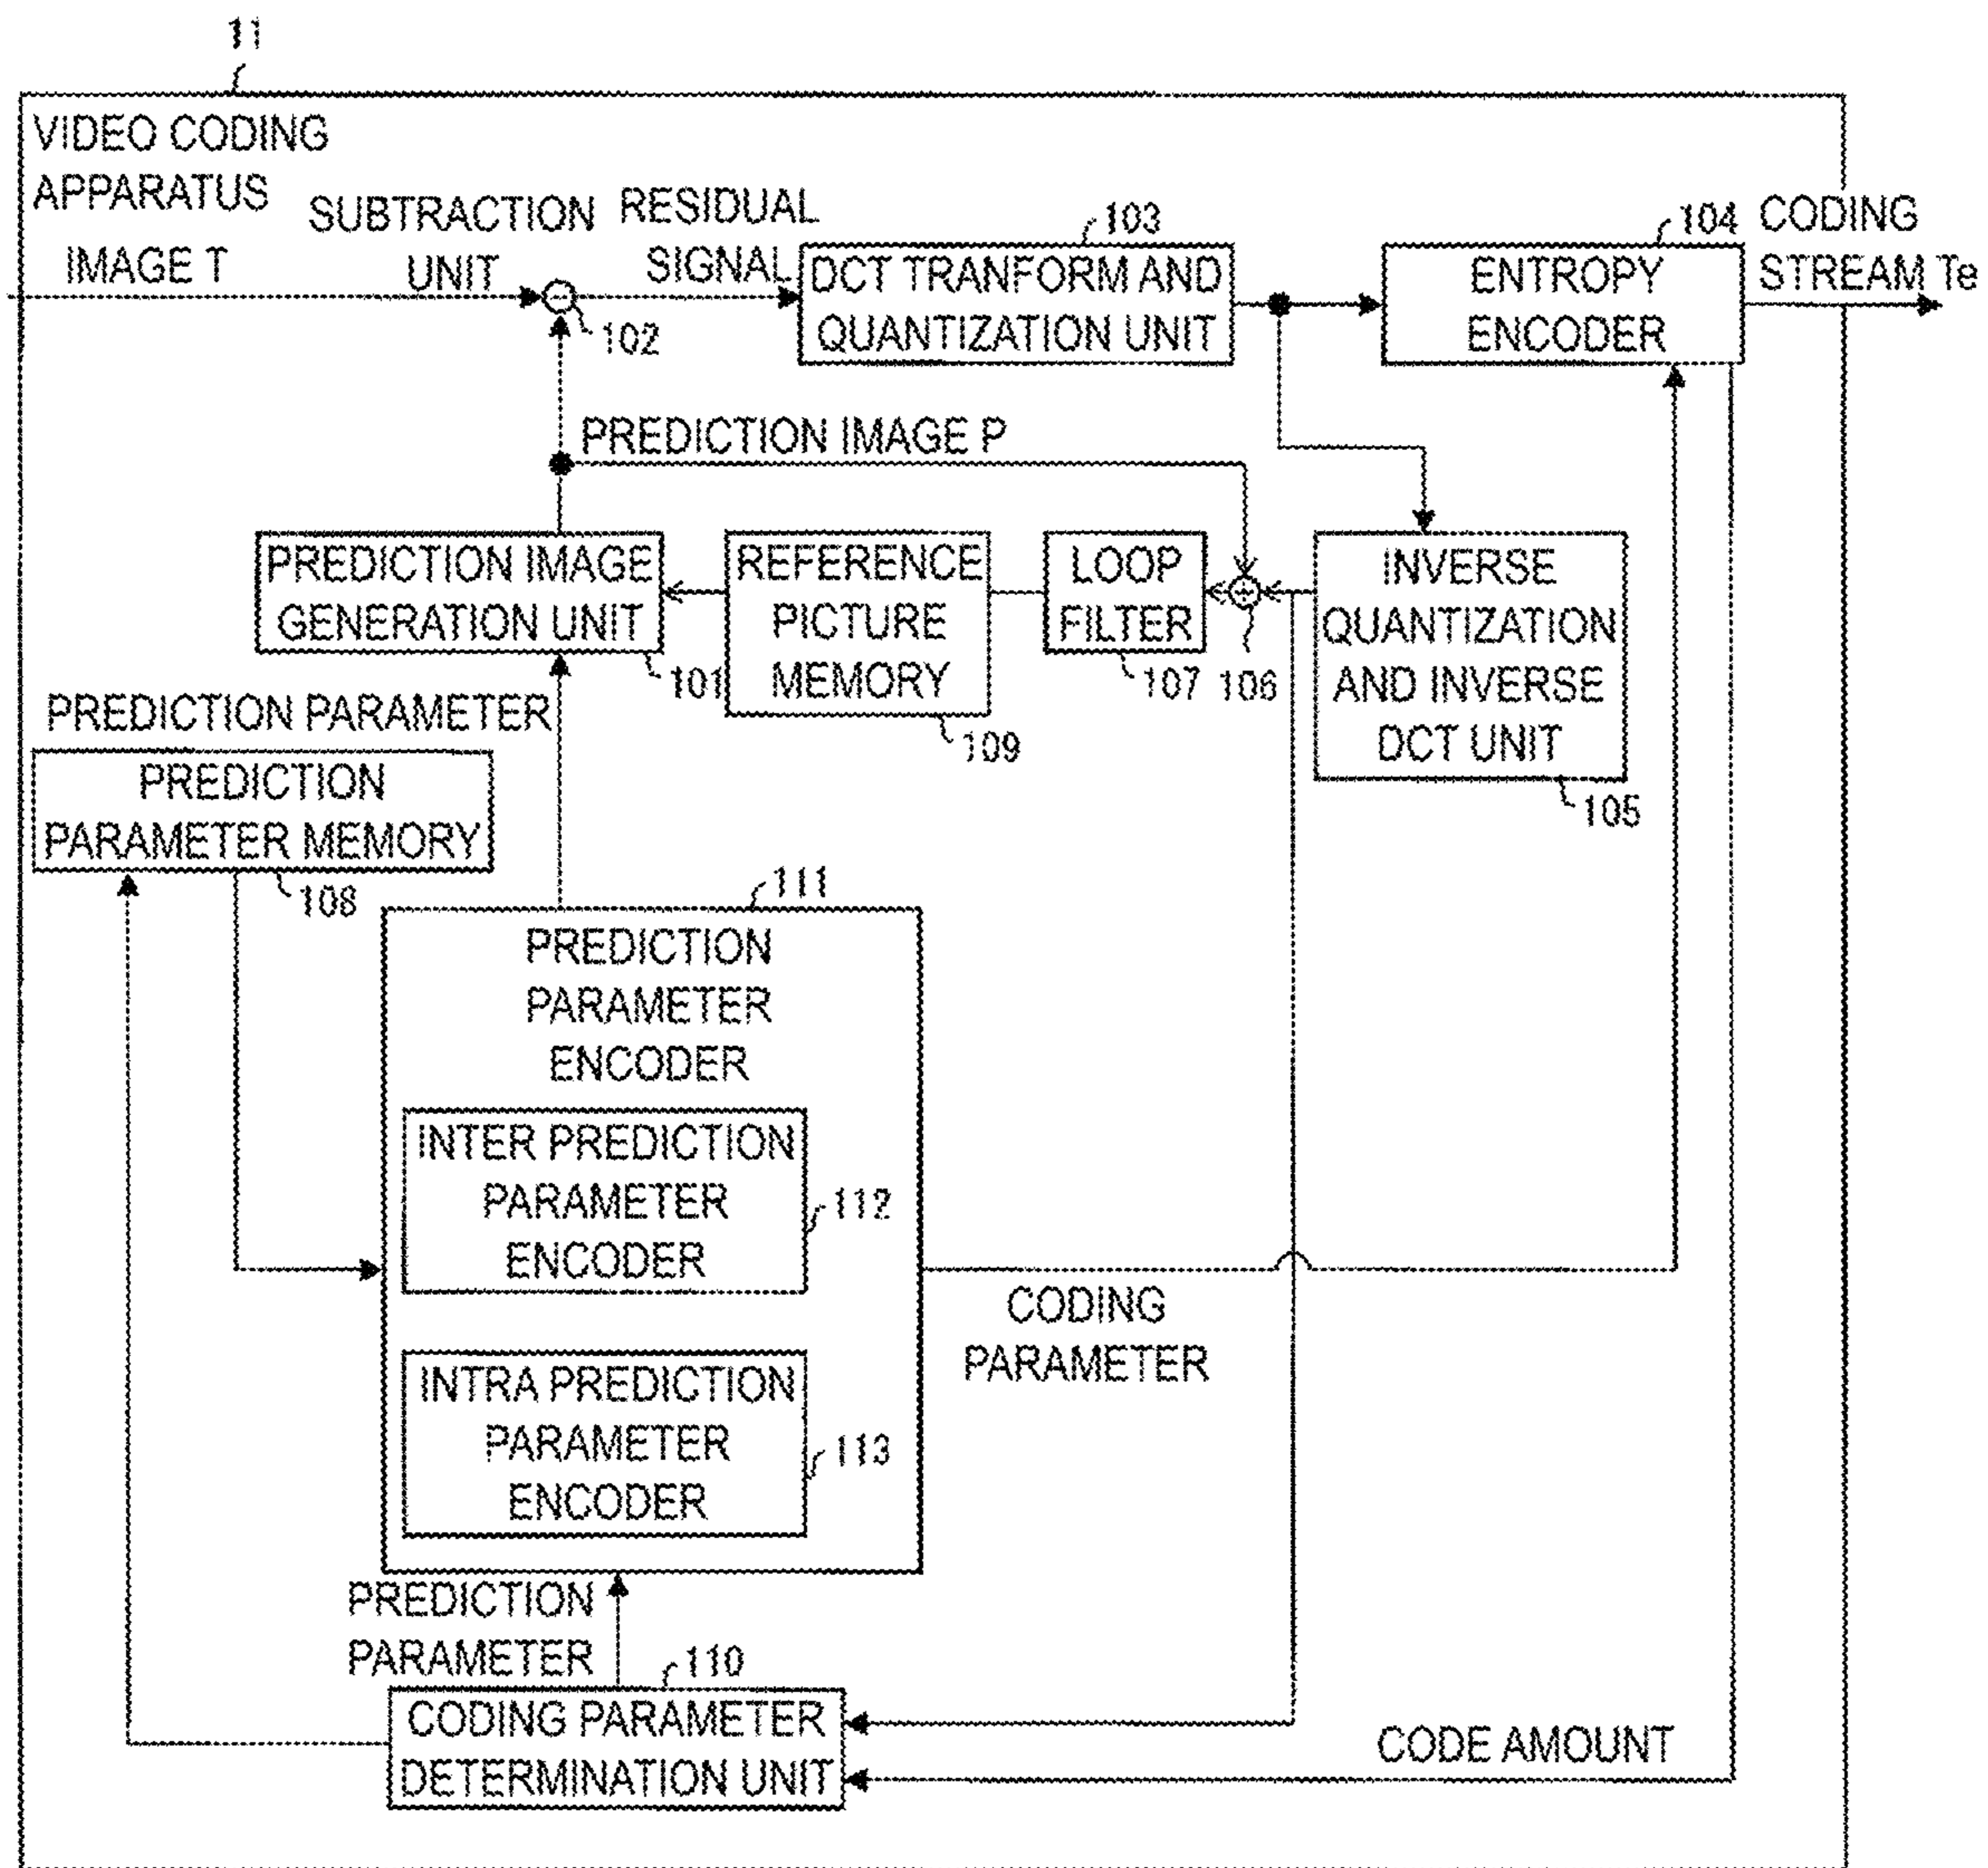 11
VIDEO CODING
APPARATUS
IMAGE T
SUBTRACTION
UNIT
102
RESIDUAL
SIGNAL
103
DCT TRANFORM AND
QUANTIZATION UNIT
104
ENTROPY
ENCODER
CODING
STREAM Te
PREDICTION IMAGE P
PREDICTION IMAGE
GENERATION UNIT
101
REFERENCE
PICTURE
MEMORY
109
LOOP
FILTER
107
106
INVERSE
QUANTIZATION
AND INVERSE
DCT UNIT
105
PREDICTION PARAMETER
PREDICTION
PARAMETER MEMORY
108
111
PREDICTION
PARAMETER
ENCODER
INTER PREDICTION
PARAMETER
ENCODER
112
INTRA PREDICTION
PARAMETER
ENCODER
113
CODING
PARAMETER
PREDICTION
PARAMETER
110
CODING PARAMETER
DETERMINATION UNIT
CODE AMOUNT